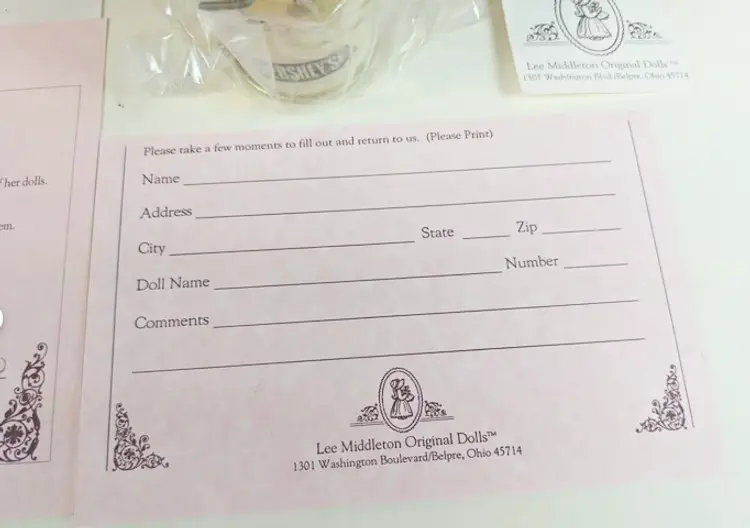 HERSHEY'S
Lee Middleton Original Dolls™
1301 Washington Blvd./Belpre, Ohio 45714
her dolls.
Please take a few moments to fill out and return to us. (Please Print)
Name
Address
City State Zip
Doll Name Number
Comments
Lee Middleton Original Dolls™
1301 Washington Boulevard/Belpre, Ohio 45714